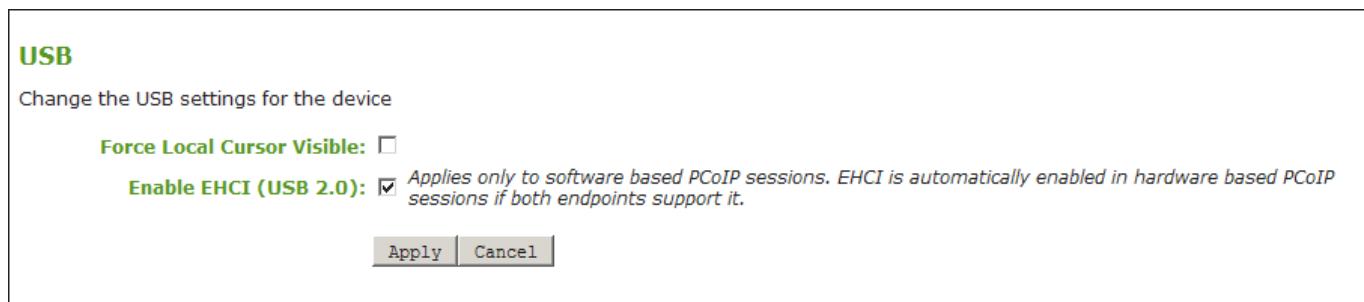 USB
Change the USB settings for the device
Force Local Cursor Visible:
Enable EHCI (USB 2.0): Applies only to software based PCoIP sessions. EHCI is automatically enabled in hardware based PCoIP
sessions if both endpoints support it.
Apply Cancel